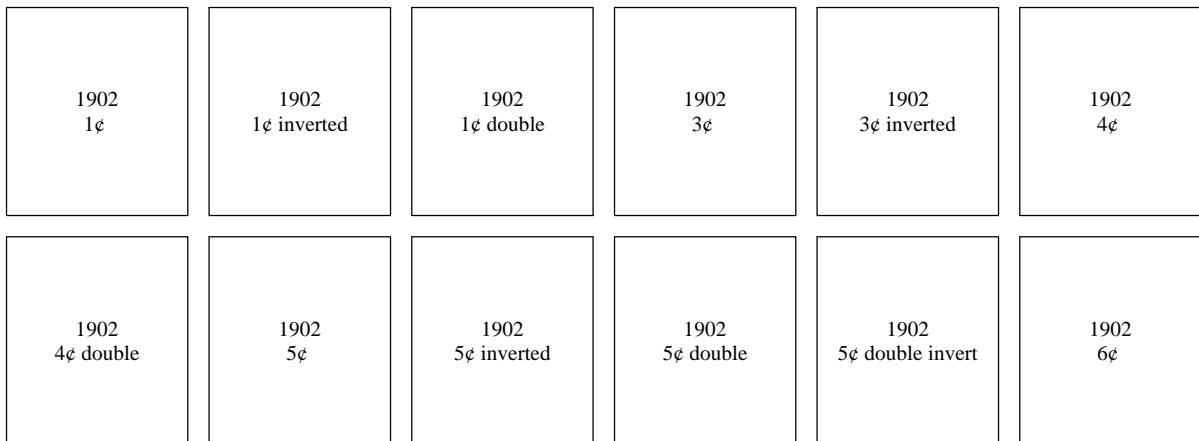 1902
1¢
1902
1¢ inverted
1902
1¢ double
1902
3¢
1902
3¢ inverted
1902
4¢
1902
4¢ double
1902
5¢
1902
5¢ inverted
1902
5¢ double
1902
5¢ double invert
1902
6¢